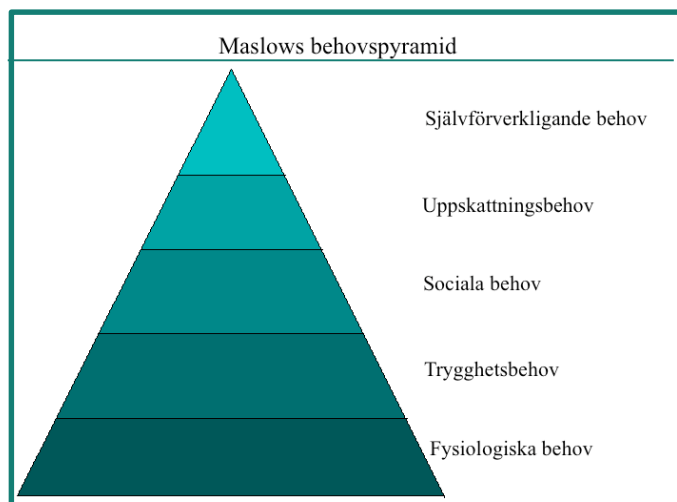 Maslows behovspyramid
Självförverkligande behov
Uppskattningsbehov
Sociala behov
Trygghetsbehov
Fysiologiska behov